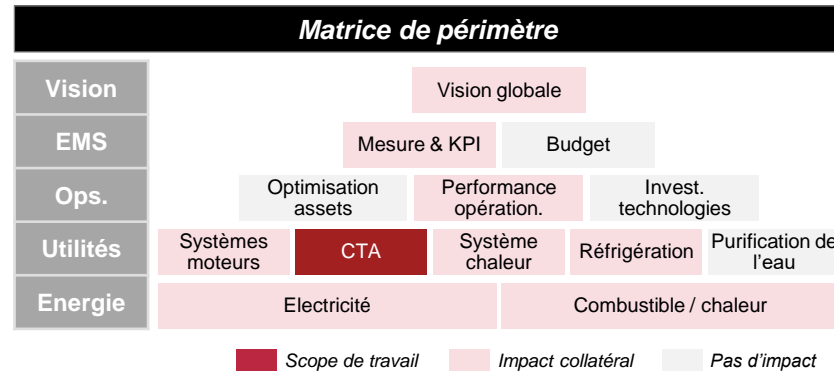 Matrice de périmètre
Vision
Vision globale
EMS
Mesure & KPI
Budget
Ops.
Optimisation
assets
Performance
opération.
Invest.
technologies
Utilités
Systèmes
moteurs
CTA
Système
chaleur
Réfrigération
Purification de
l'eau
Energie
Electricité
Combustible / chaleur
Scope de travail
Impact collatéral
Pas d'impact